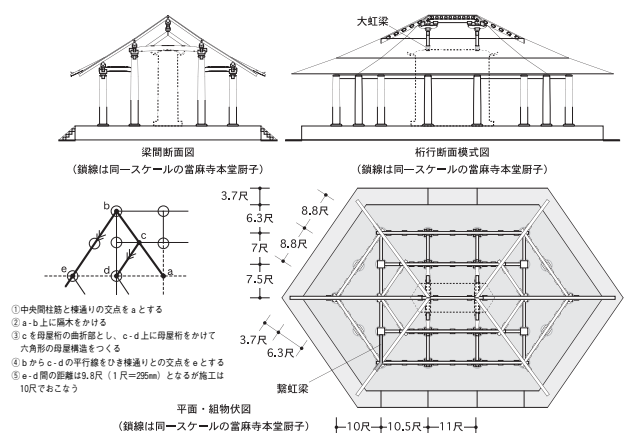 大虹梁
梁間断面図
(鎖線は同一スケールの當麻寺本堂厨子)
桁行断面模式図
(鎖線は同一スケールの當麻寺本堂厨子)
b
c
e
d
a
①中央間柱筋と棟通りの交点をaとする
②a-b上に隅木をかける
③cを母屋桁の曲折部とし、c-d上に母屋桁をかけて
六角形の母屋構造をつくる
④bからc-dの平行線をひき棟通りとの交点をeとする
⑤e-d間の距離は9.8尺(1尺=295mm)となるが施工は
10尺でおこなう
3.7尺
6.3尺
7尺
7.5尺
8.8尺
8.8尺
3.7尺
6.3尺
繋虹梁
平面・組物伏図
(鎖線は同一スケールの當麻寺本堂厨子)
10尺
10.5尺
11尺